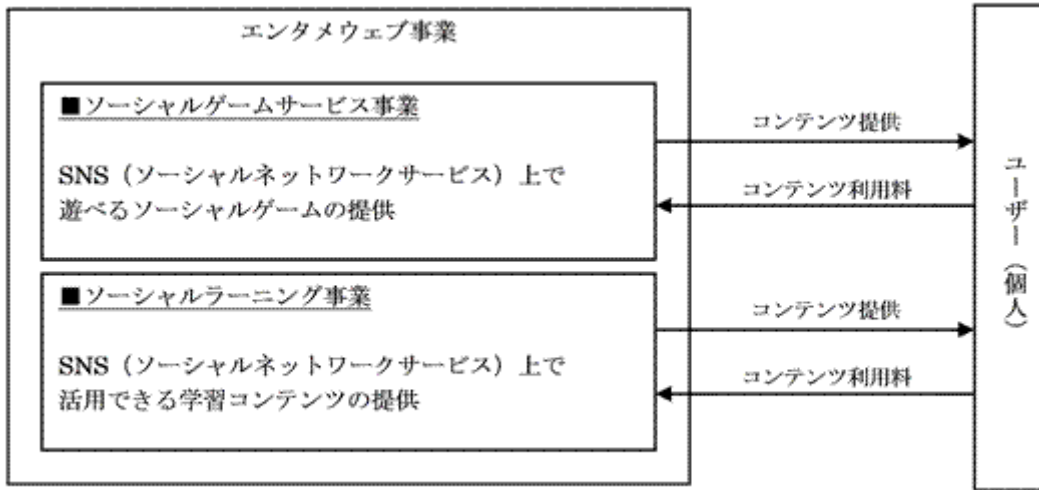 エンタメウェブ事業
■ソーシャルゲームサービス事業
SNS（ソーシャルネットワークサービス）上で
遊べるソーシャルゲームの提供
コンテンツ提供
コンテンツ利用料
■ソーシャルラーニング事業
SNS（ソーシャルネットワークサービス）上で
活用できる学習コンテンツの提供
コンテンツ提供
コンテンツ利用料
ユーザー（個人）